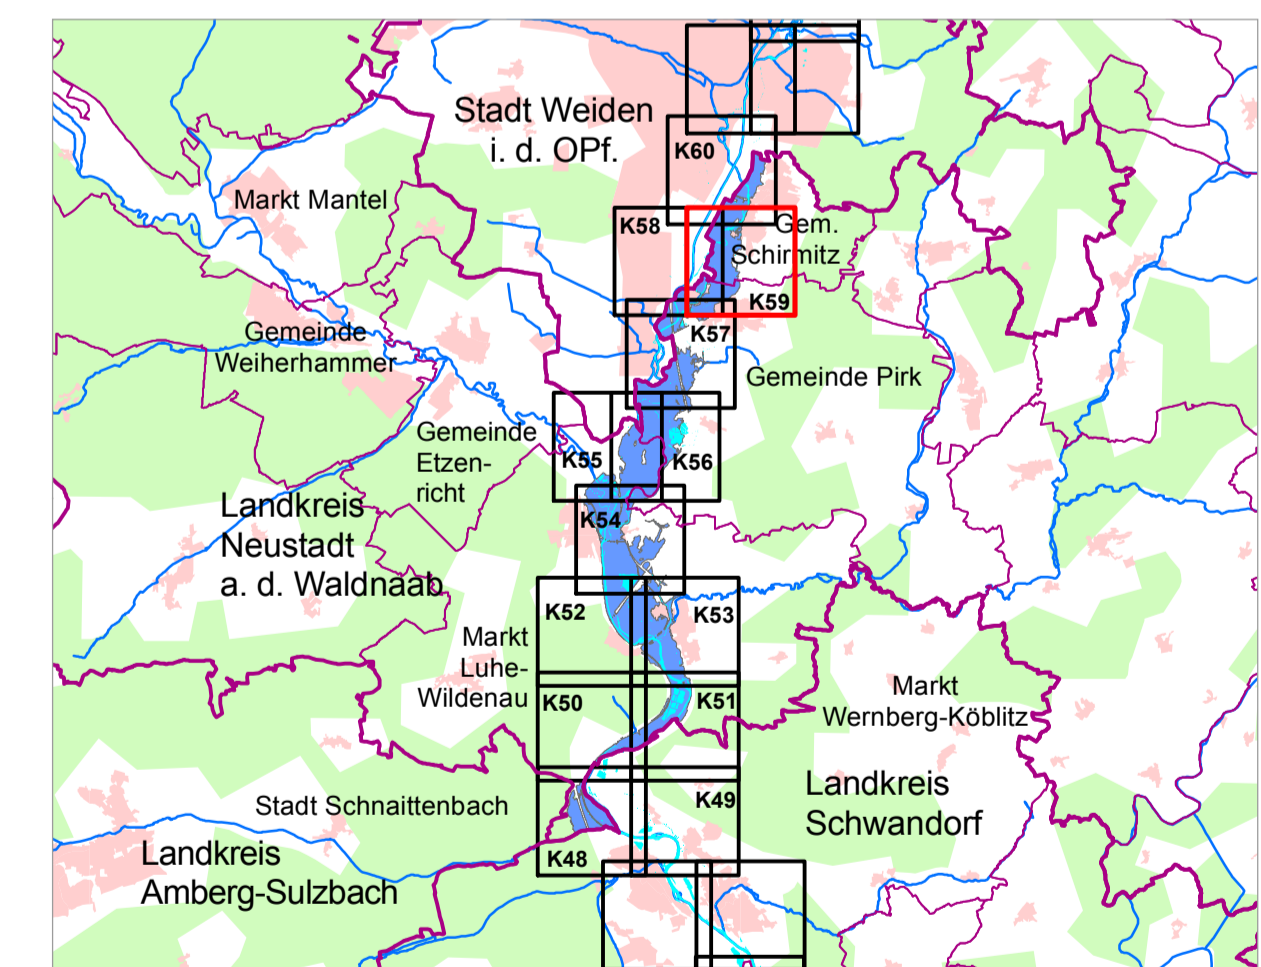 Stadt Weiden
i. d. OPf.
K60
Markt Mantel
K58
Gem.
Schirmitz
K59
Gemeinde
Weiherhammer
K57
Gemeinde Pirk
Gemeinde
Etzen-
richt
K55
K56
Landkreis
Neustadt
a. d. Waldnaab
K54
K52
K53
Markt
Luhe-
Wildenau
K50
K51
Markt
Wernberg-Köblitz
Landkreis
Schwandorf
Stadt Schnaittenbach
K49
K48
Landkreis
Amberg-Sulzbach